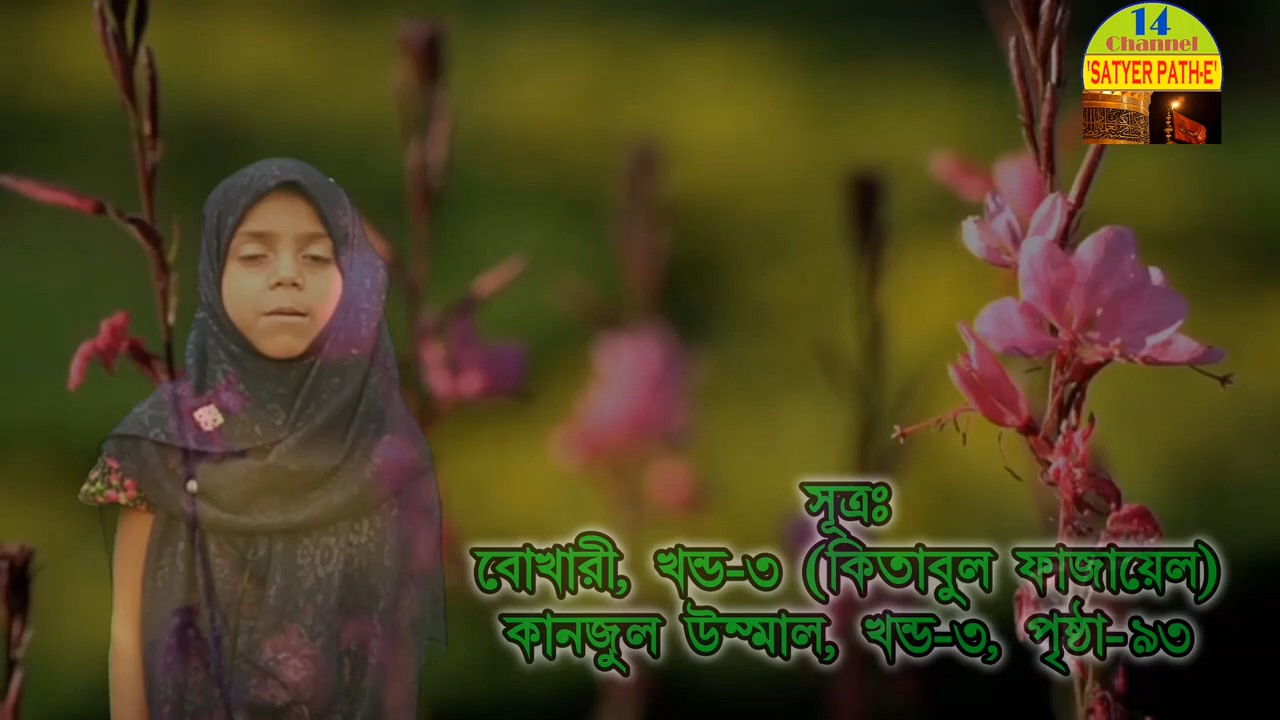 14
Channel
'SATYER PATH-E'
সূত্রঃ
বোখারী, খন্ড-৩ (কিতাবুল ফাজায়েল)
কানজুল উম্মাল, খন্ড-৩, পৃষ্ঠা-৯৩